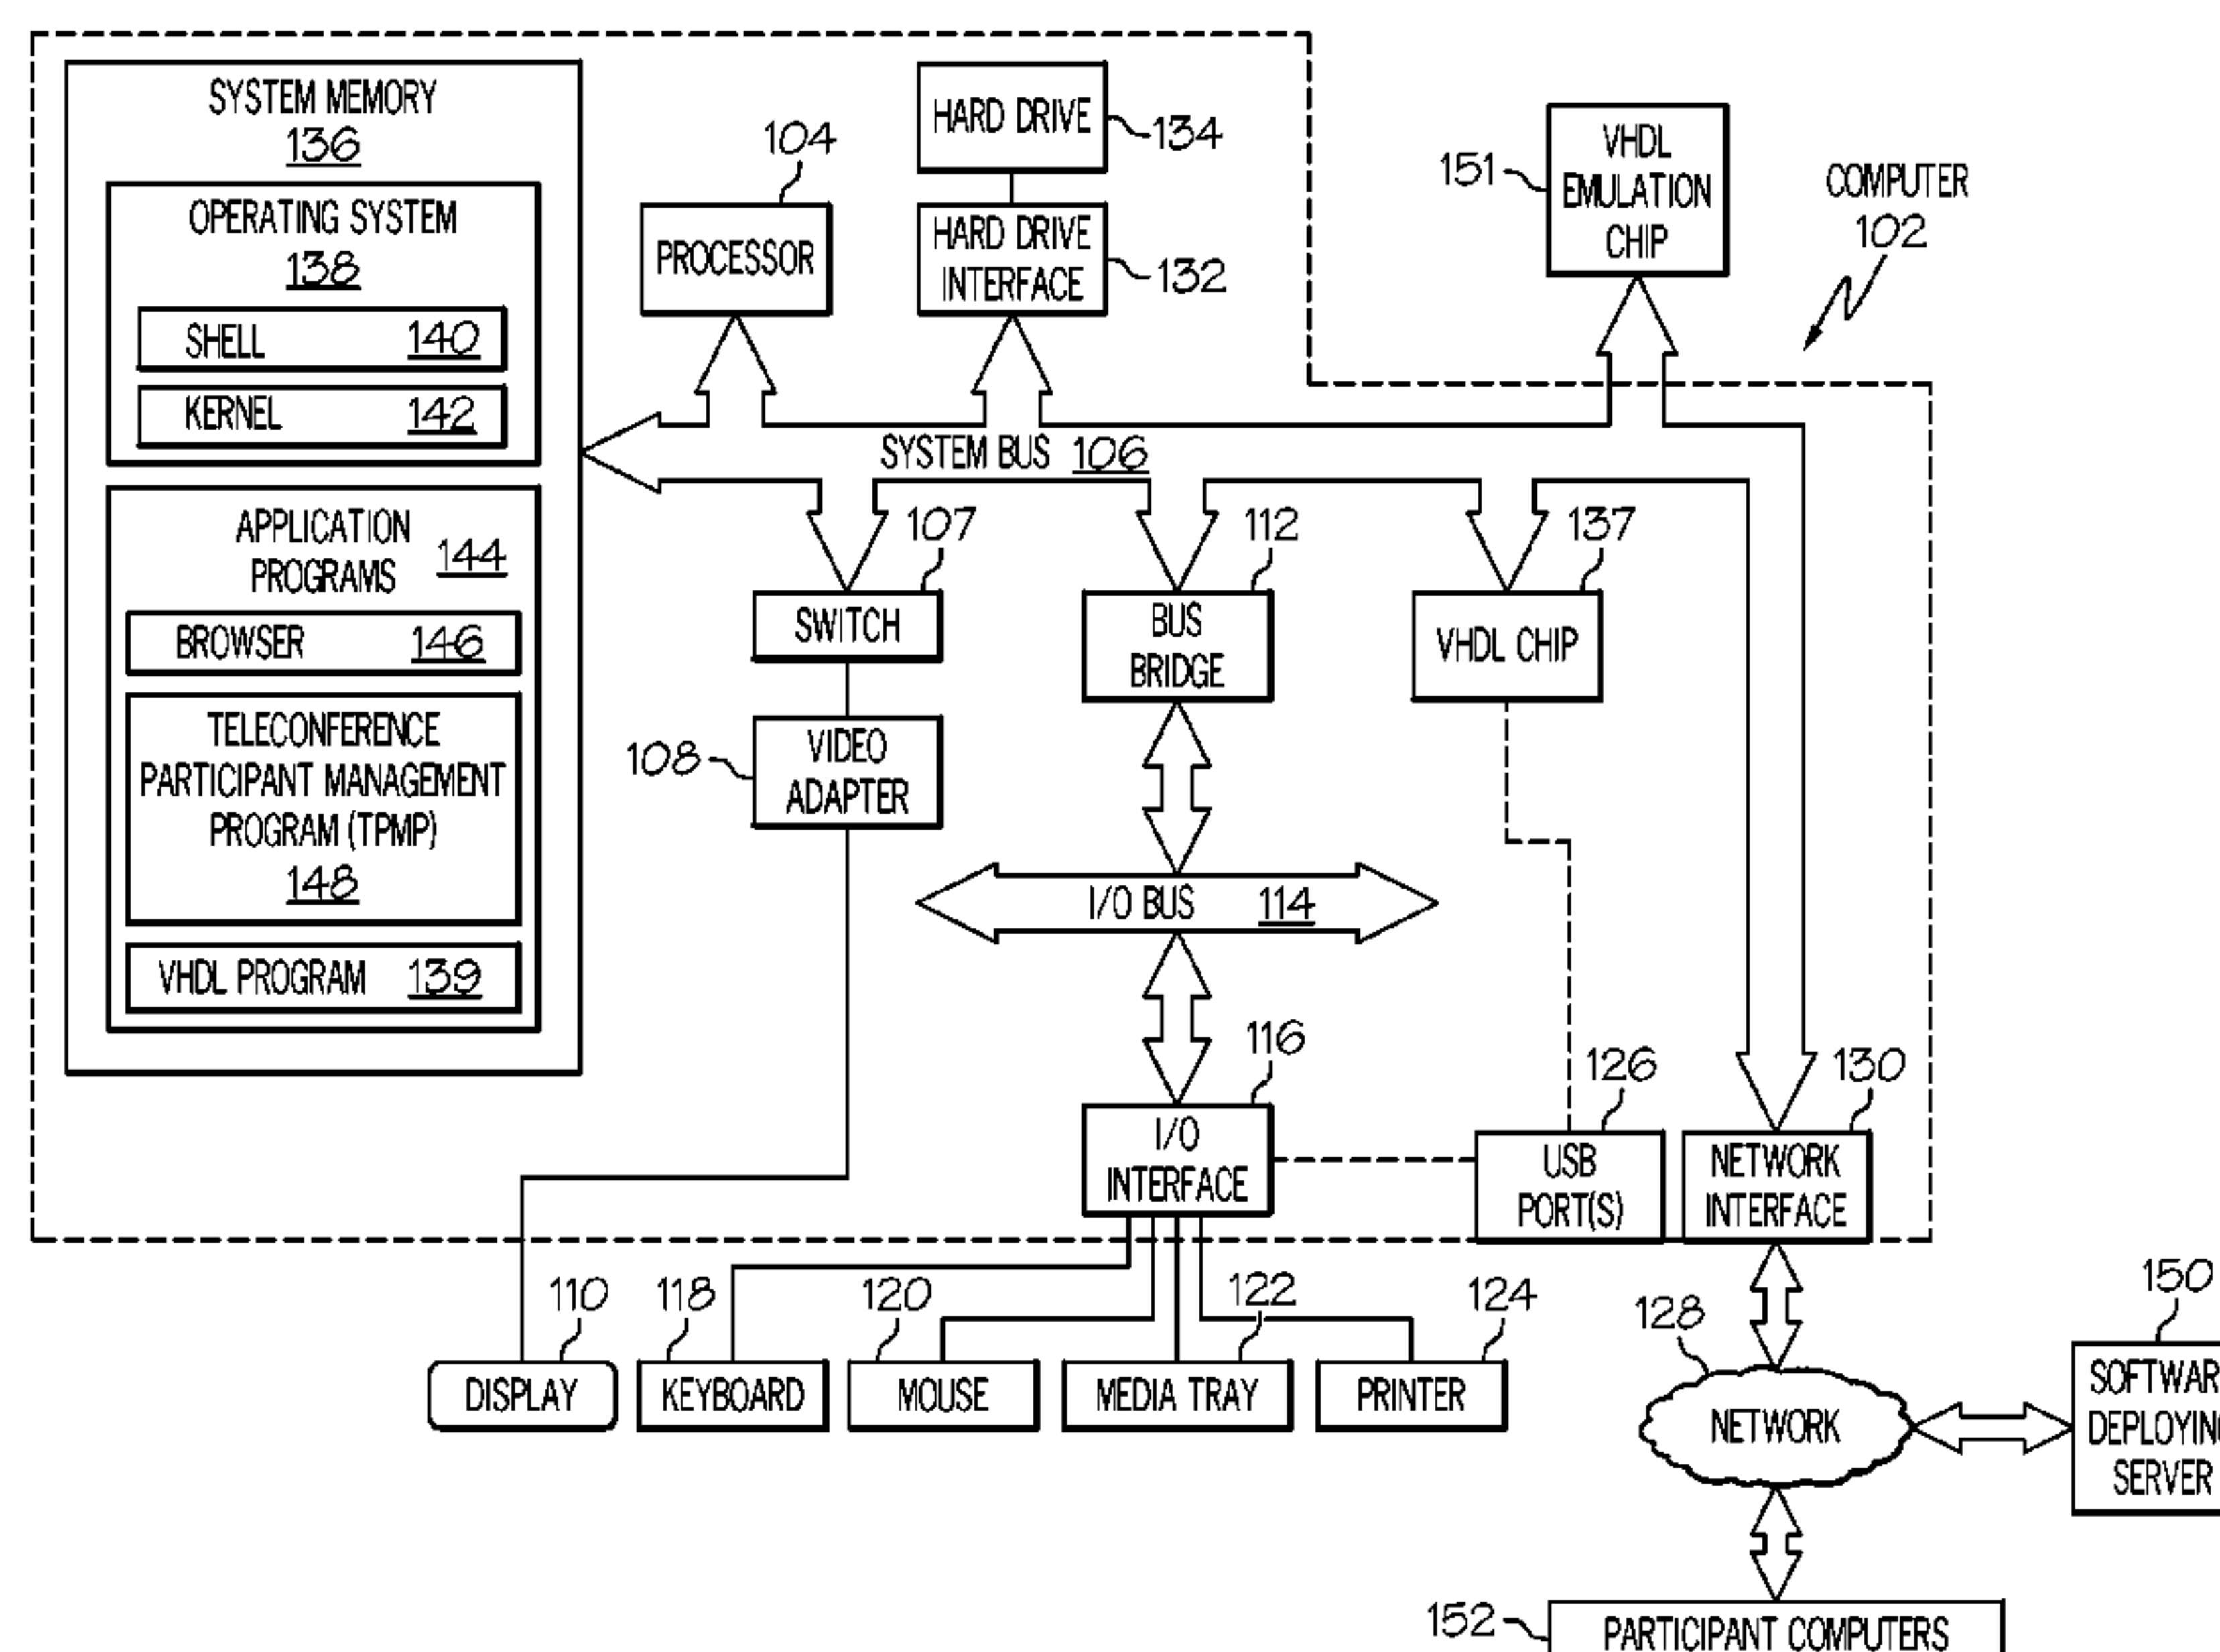 SYSTEM MEMORY
136
OPERATING SYSTEM
138
SHELL 140
KERNEL 142
APPLICATION
PROGRAMS 144
BROWSER 146
TELECONFERENCE
PARTICIPANT MANAGEMENT
PROGRAM (TPMP)
148
VHDL PROGRAM 139
104
PROCESSOR
HARD DRIVE
134
HARD DRIVE
INTERFACE
132
151
VHDL
EMULATION
CHIP
COMPUTER
102
SYSTEM BUS 106
107
SWITCH
112
BUS
BRIDGE
137
VHDL CHIP
108
VIDEO
ADAPTER
I/O BUS 114
116
I/O
INTERFACE
126
USB
PORT(S)
130
NETWORK
INTERFACE
110
DISPLAY
118
KEYBOARD
120
MOUSE
122
MEDIA TRAY
124
PRINTER
128
NETWORK
150
DEPLOYING
SERVER
152
PARTICIPANT COMPUTERS